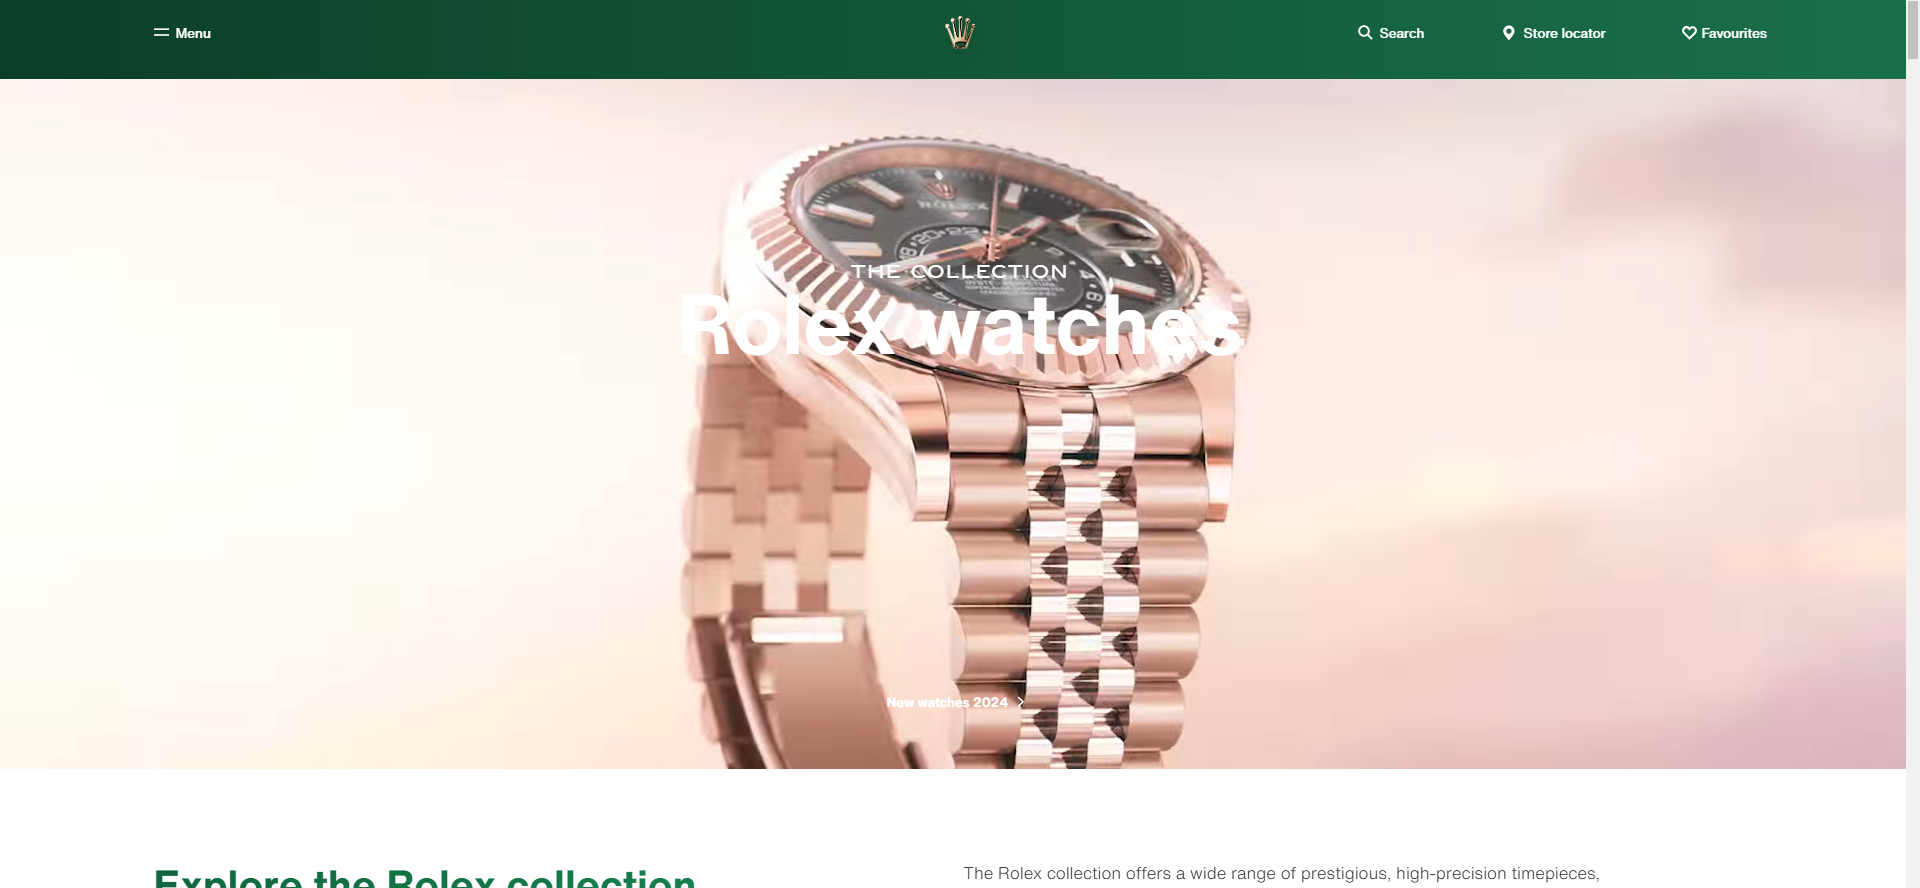 Menu
Search
Store locator
Favourites
ROLEX
THE COLLECTION
Rolex watches
New watches 2024
Explore the Rolex collection
The Rolex collection offers a wide range of prestigious, high-precision timepieces,